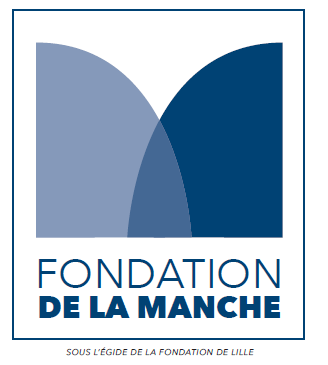 FONDATION
DE LA MANCHE
SOUS L'ÉGIDE DE LA FONDATION DE LILLE